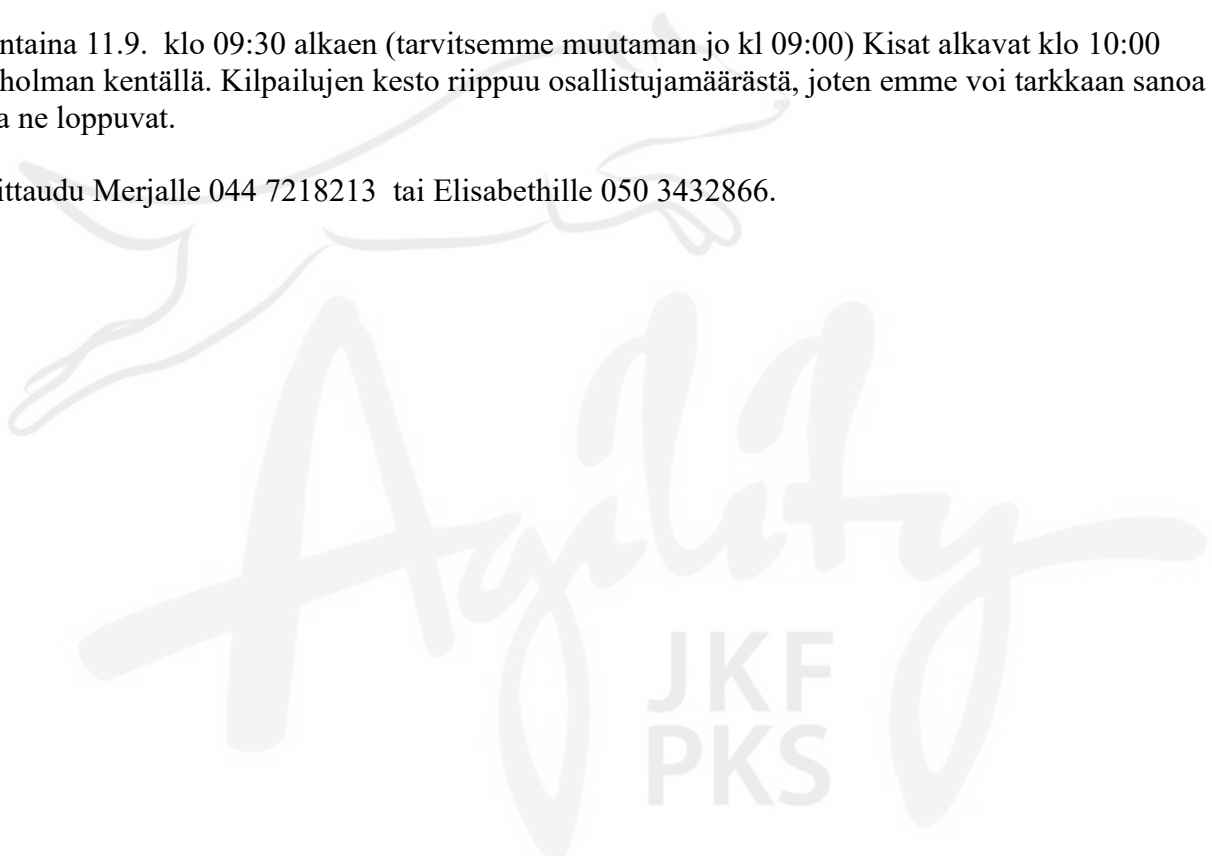 ntaina 11.9.  klo 09:30 alkaen (tarvitsemme muutaman jo kl 09:00) Kisat alkavat klo 10:00
holman kentällä. Kilpailujen kesto riippuu osallistujamäärästä, joten emme voi tarkkaan sanoa
a ne loppuvat.
ittaudu Merjalle 044 7218213  tai Elisabethille 050 3432866.
Agility
JKF
PKS